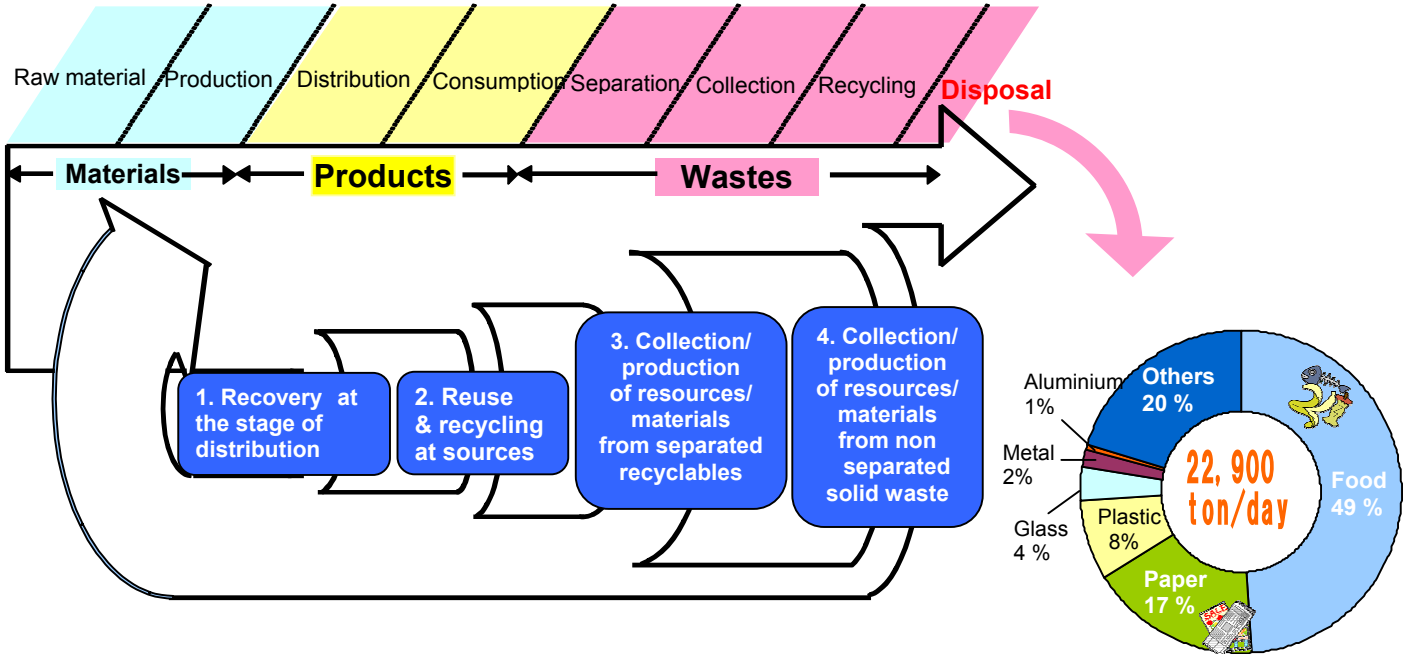 Raw material
Production
Distribution
Consumption
Separation
Collection
Recycling
Disposal
Materials
Products
Wastes
1. Recovery at
the stage of
distribution
2. Reuse
& recycling
at sources
3. Collection/
production
of resources/
materials
from separated
recyclables
4. Collection/
production
of resources/
materials
from non
separated
solid waste
Others
20 %
Aluminium
1%
Metal
2%
Glass
4 %
Plastic
8%
Paper
17 %
SALE
Food
49 %
22,900
ton/day